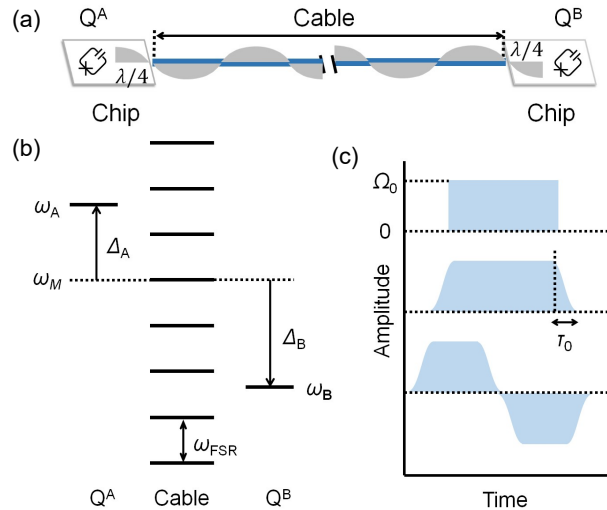 (a)
Q^A
Cable
Q^B
λ/4
λ/4
Chip
Chip
(b)
(c)
ω_A
Δ_A
ω_M
Δ_B
ω_B
ω_FSR
Q^A
Cable
Q^B
Ω_0
0
Amplitude
τ_0
Time